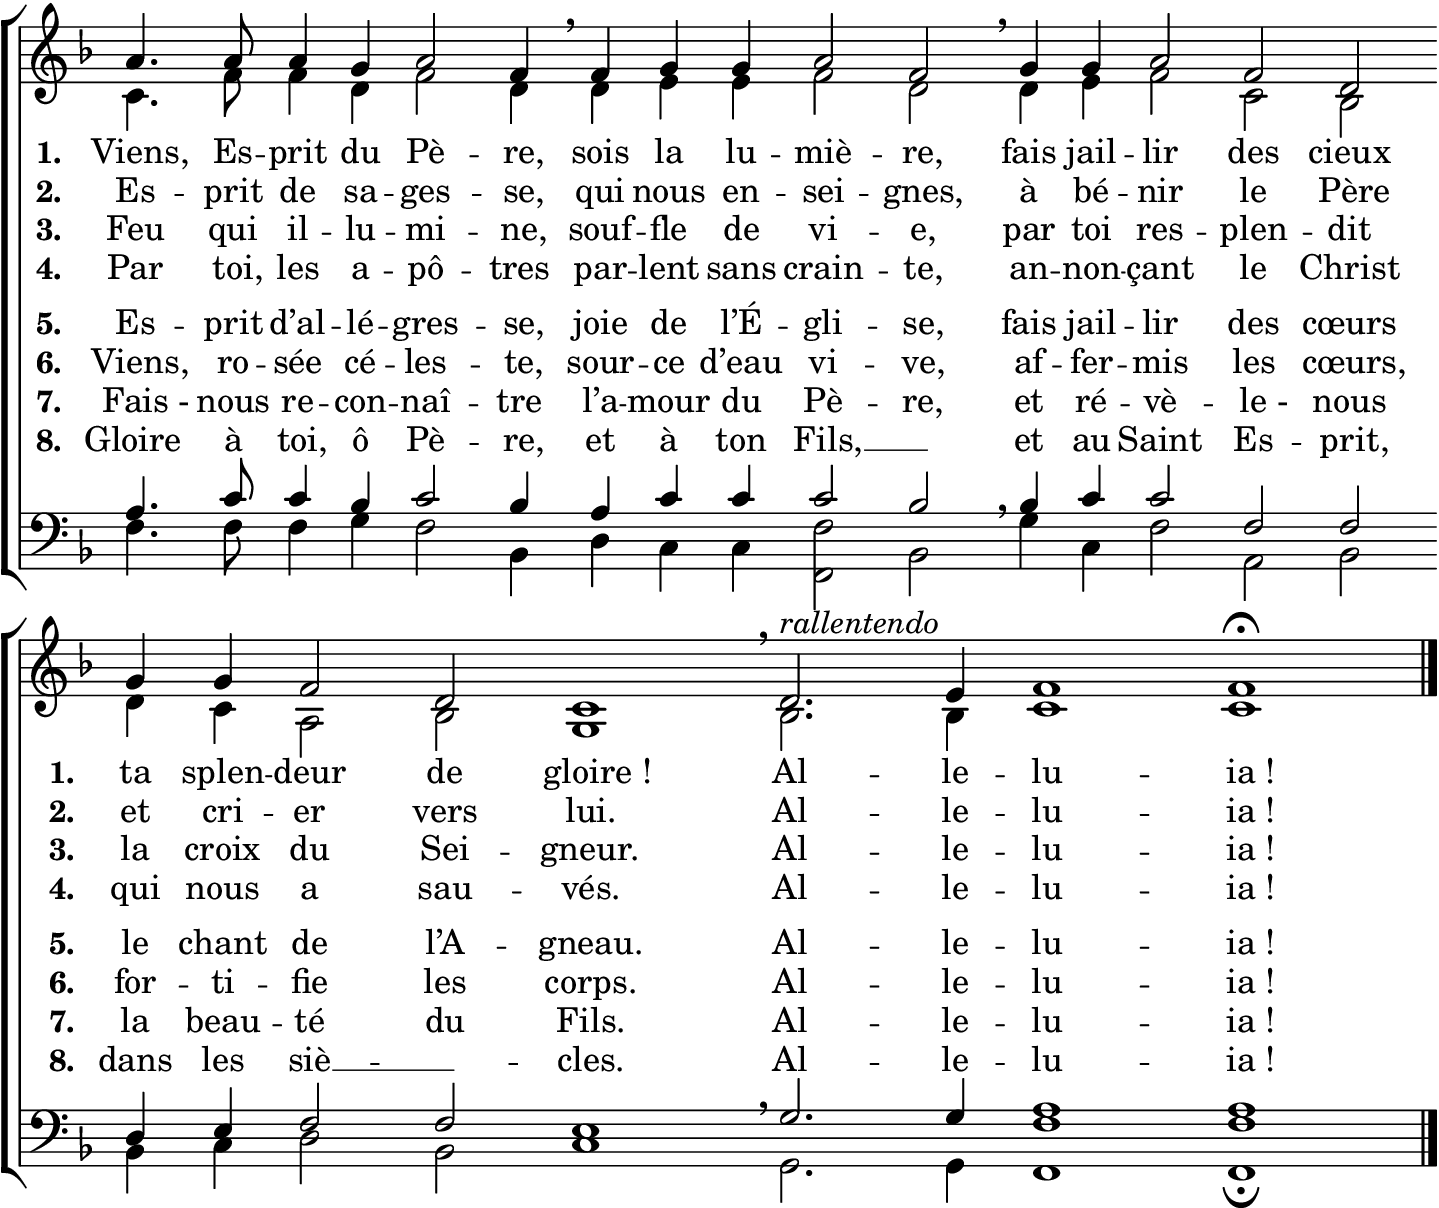 1. Viens, Es -- prit du Pè -- re, sois la lu -- miè -- re, fais jail -- lir des cieux
2. Es -- prit de sa -- ges -- se, qui nous en -- sei -- gnes, à bé -- nir le Père
3. Feu qui il -- lu -- mi -- ne, souf -- fle de vi -- e, par toi res -- plen -- dit
4. Par toi, les a -- pô -- tres par -- lent sans crain -- te, an -- non -- çant le Christ
5. Es -- prit d’al -- lé -- gres -- se, joie de l’É -- gli -- se, fais jail -- lir des cœurs
6. Viens, ro -- sée cé -- les -- te, sour -- ce d’eau vi -- ve, af -- fer -- mis les cœurs,
7. Fais - nous re -- con -- naî -- tre l’a -- mour du Pè -- re, et ré -- vè -- le - nous
8. Gloire à toi, ô Pè -- re, et à ton Fils, __ et au Saint Es -- prit,
rallentendo
1. ta splen -- deur de gloire ! Al -- le -- lu -- ia !
2. et cri -- er vers lui. Al -- le -- lu -- ia !
3. la croix du Sei -- gneur. Al -- le -- lu -- ia !
4. qui nous a sau -- vés. Al -- le -- lu -- ia !
5. le chant de l’A -- gneau. Al -- le -- lu -- ia !
6. for -- ti -- fie les corps. Al -- le -- lu -- ia !
7. la beau -- té du Fils. Al -- le -- lu -- ia !
8. dans les siè __ -- cles. Al -- le -- lu -- ia !